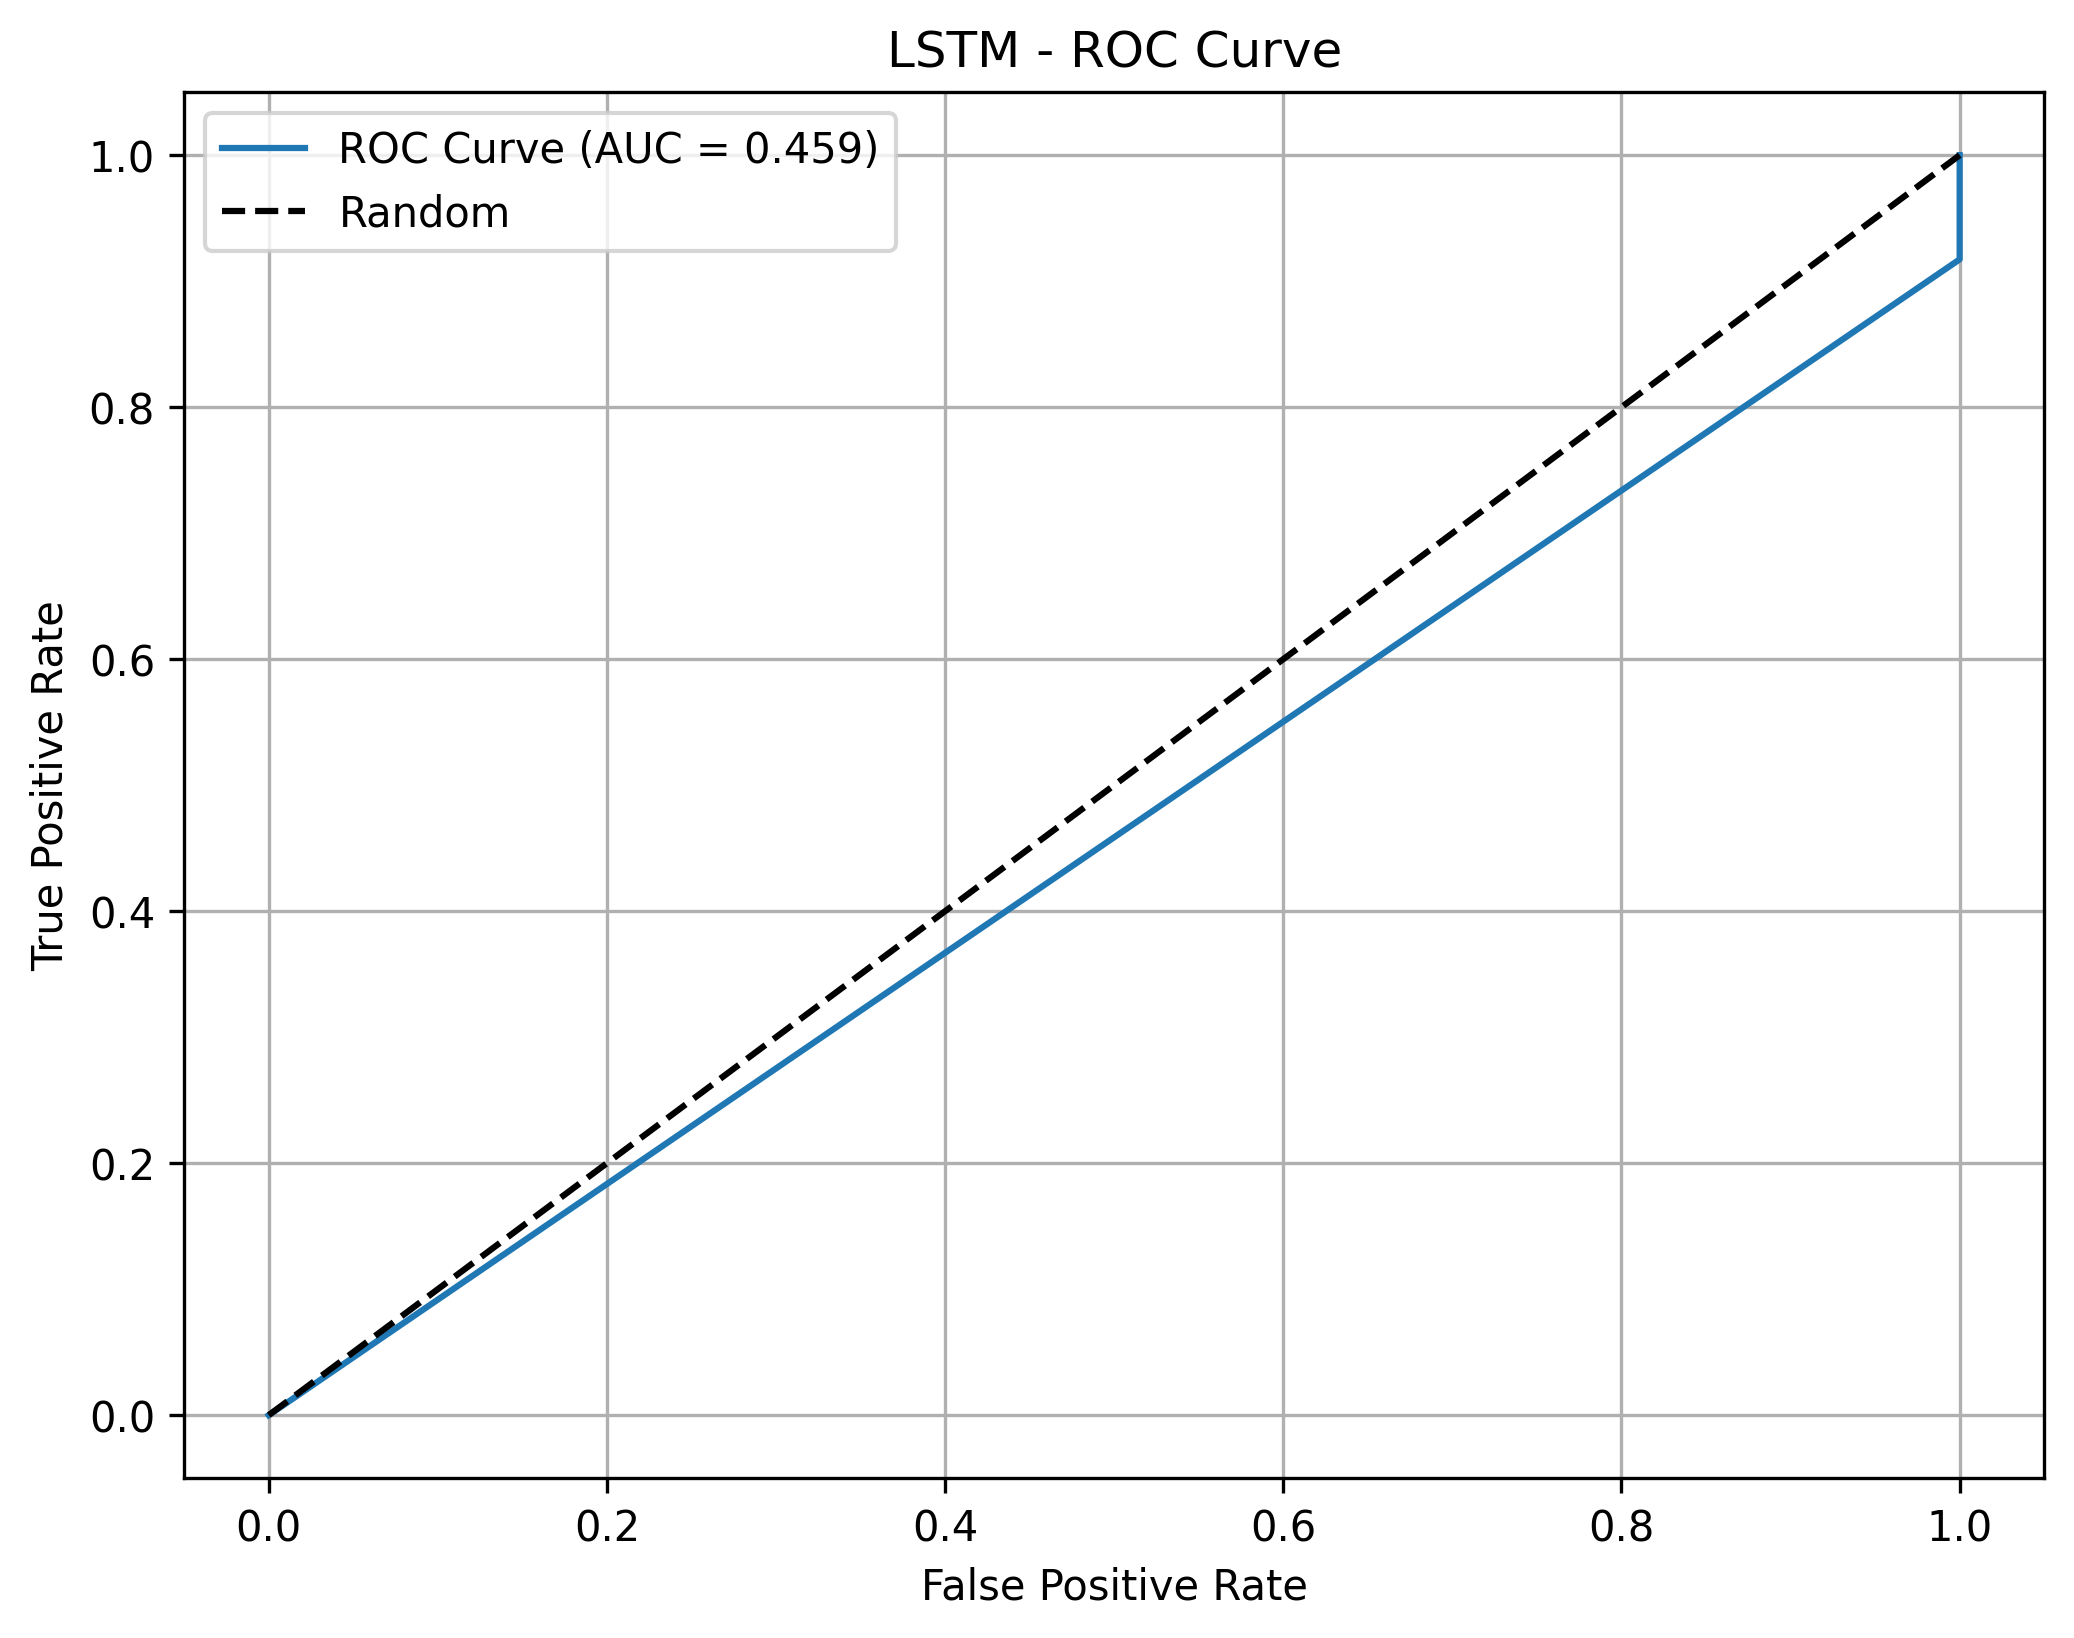 LSTM - ROC Curve
ROC Curve (AUC = 0.459)
Random
1.0
0.8
0.6
0.4
0.2
0.0
True Positive Rate
0.0 0.2 0.4 0.6 0.8 1.0
False Positive Rate